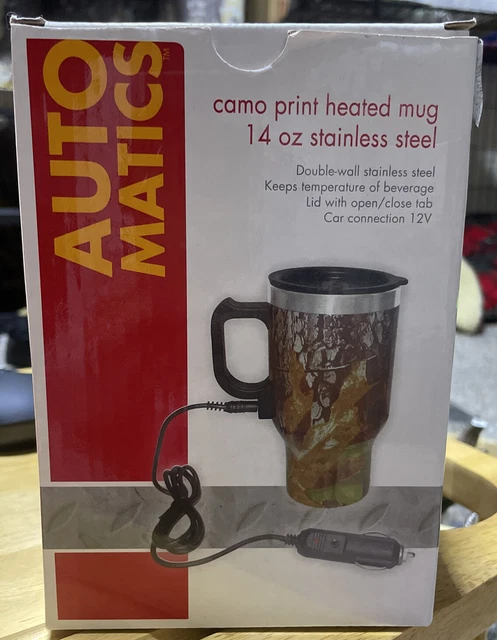 AUTO
MATICS™
camo print heated mug
14 oz stainless steel
Double-wall stainless steel
Keeps temperature of beverage
Lid with open/close tab
Car connection 12V